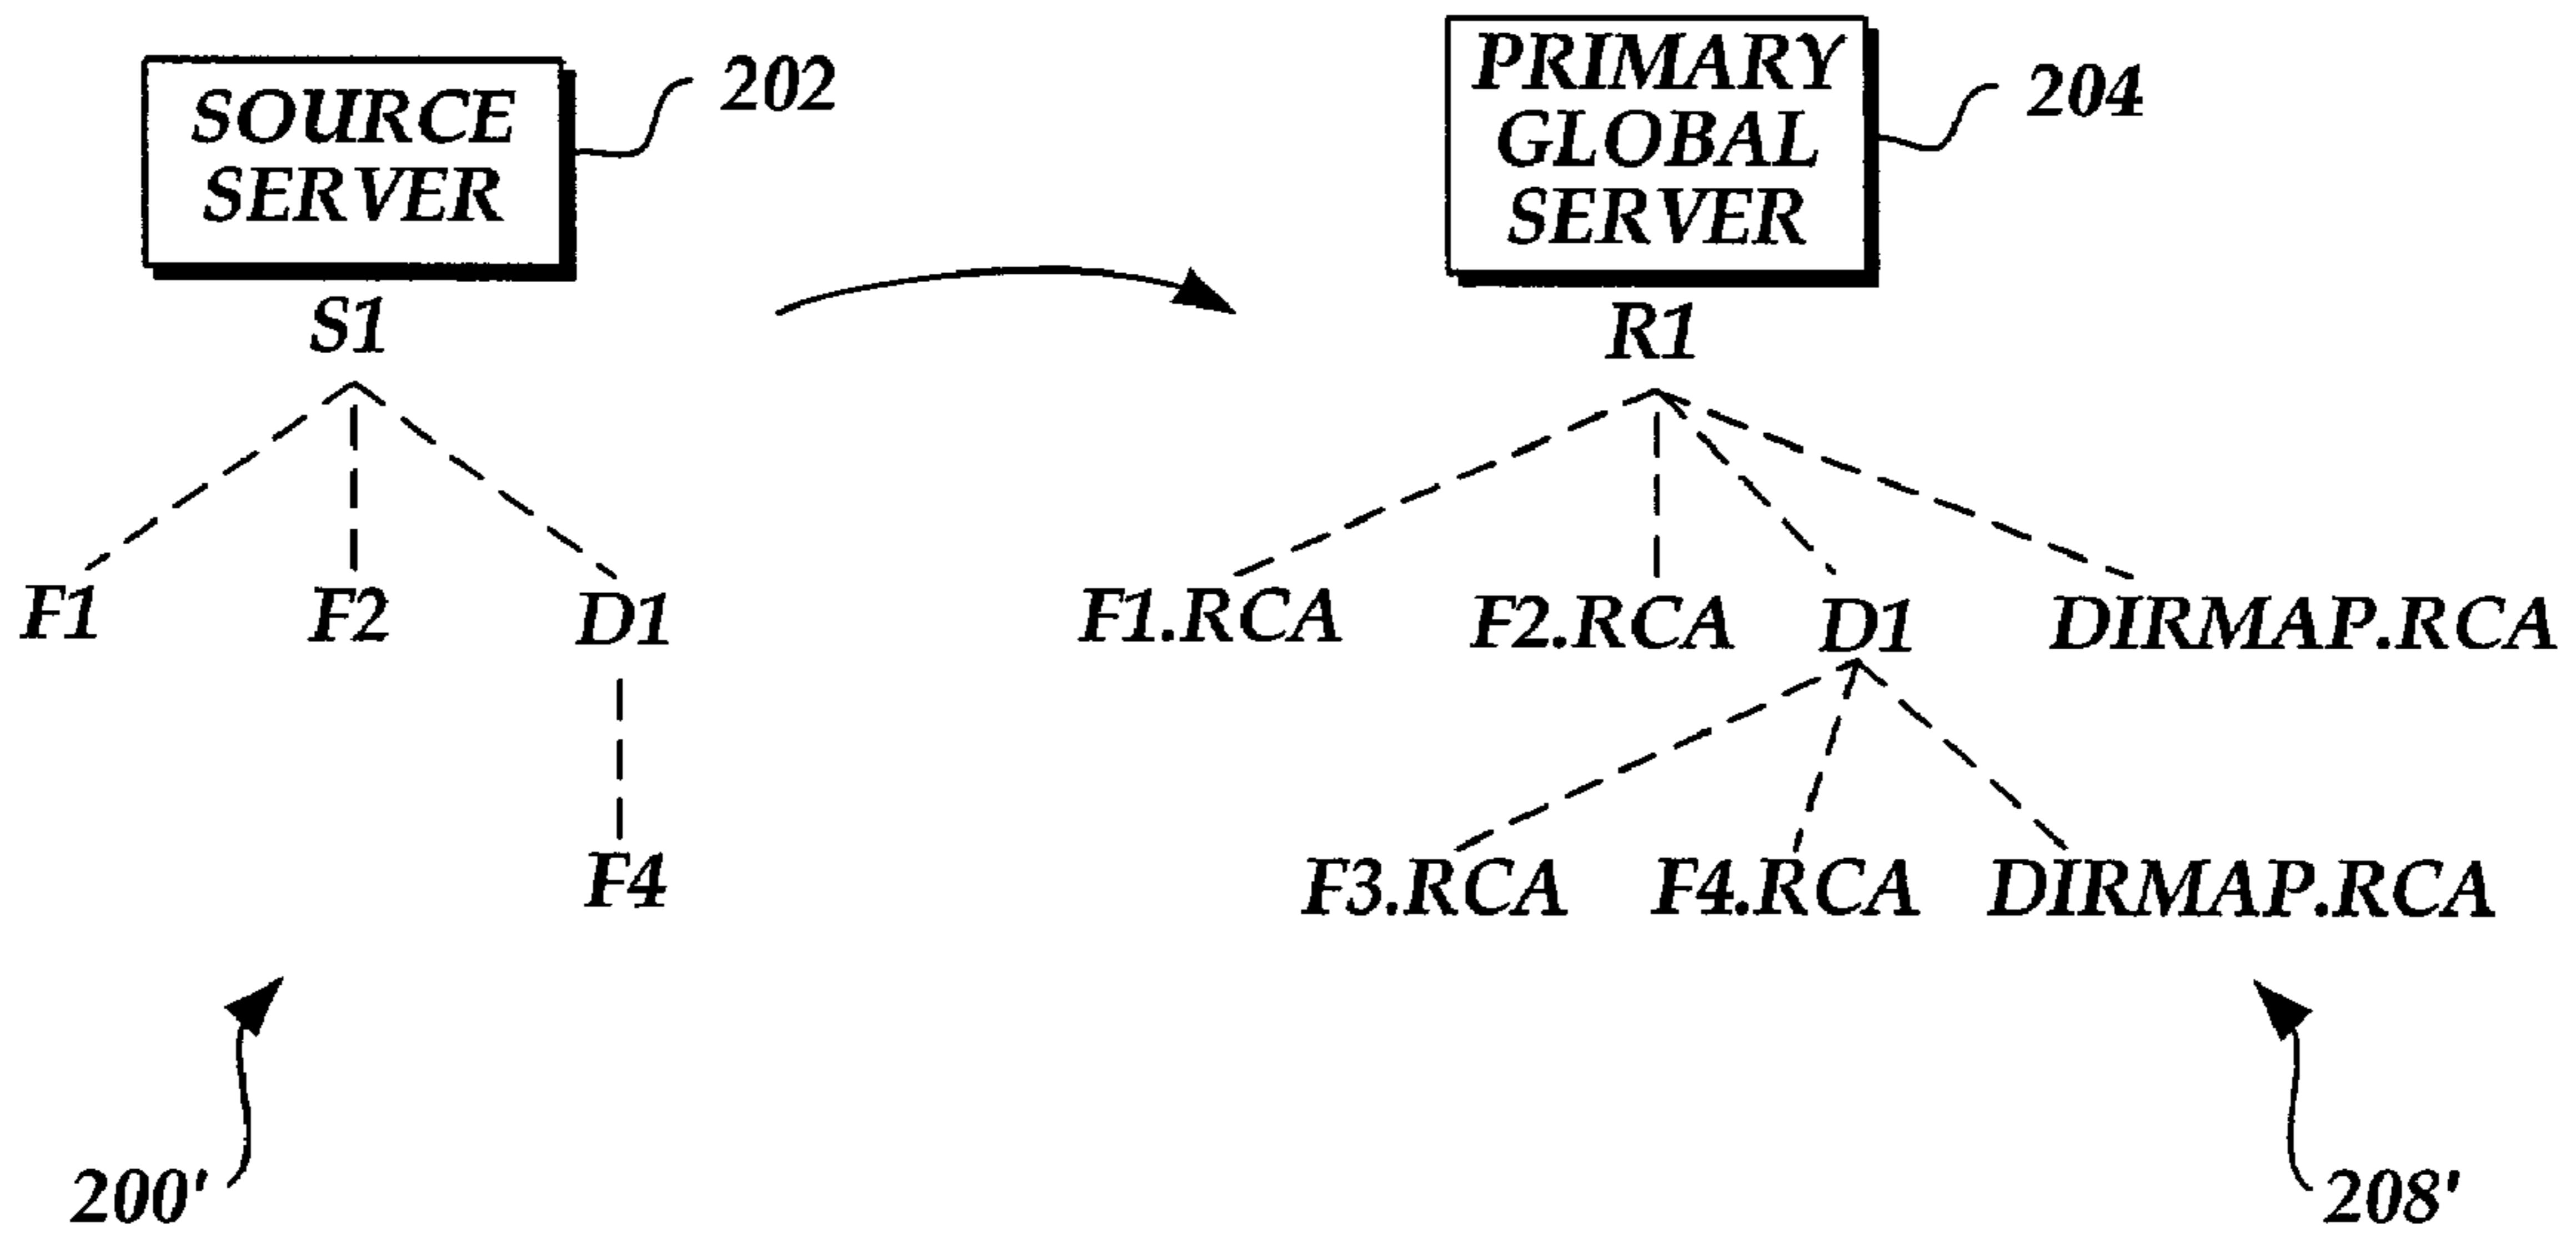 SOURCE
SERVER
202
PRIMARY
GLOBAL
SERVER
204
S1
R1
F1
F2
D1
F1.RCA
F2.RCA
D1
DIRMAP.RCA
F4
F3.RCA
F4.RCA
DIRMAP.RCA
200'
208'